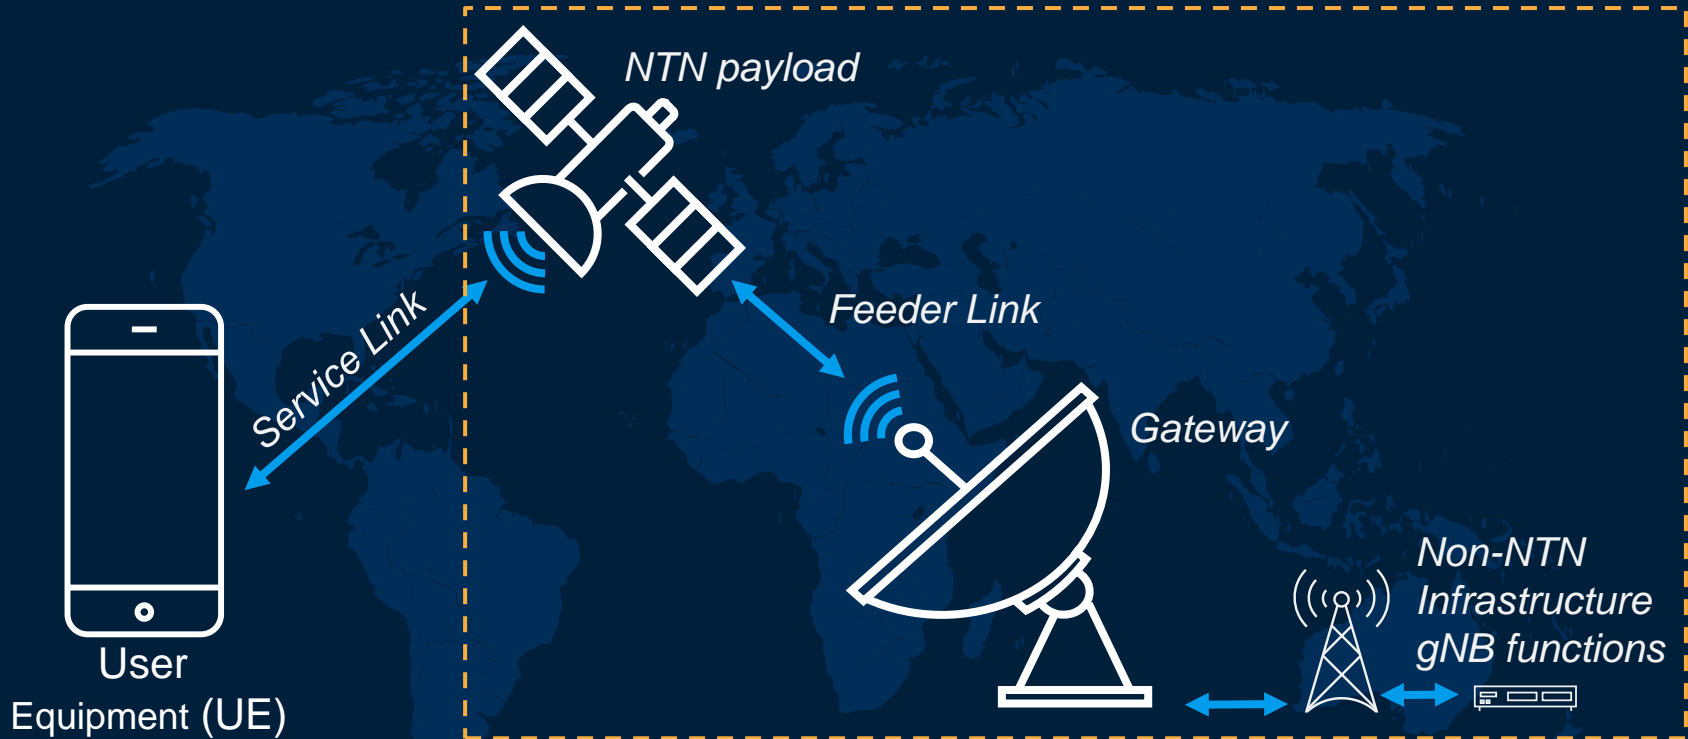 NTN payload
Service Link
Feeder Link
Gateway
Non-NTN
Infrastructure
gNB functions
User
Equipment (UE)